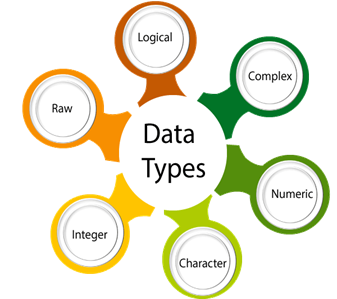 Data
Types
Logical
Complex
Numeric
Character
Integer
Raw